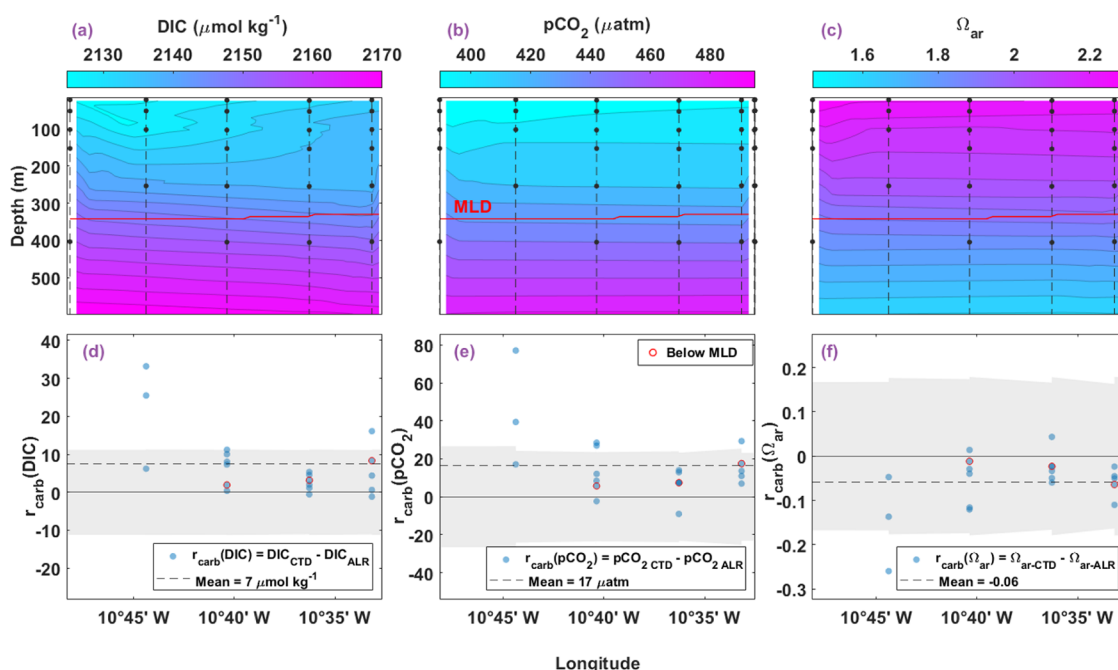 (a) DIC (μmol kg⁻¹)
2130 2140 2150 2160 2170
Depth (m)
100
200
300
400
500
(b) pCO₂ (μatm)
400 420 440 460 480
MLD
(c) Ω_ar
1.6 1.8 2 2.2
(d)
r_carb(DIC)
40
30
20
10
0
-10
-20
r_carb(DIC) = DIC_CTD - DIC_ALR
Mean = 7 μmol kg⁻¹
10°45' W 10°40' W 10°35' W
(e)
r_carb(pCO₂)
80
60
40
20
0
-20
-40
-60
Below MLD
r_carb(pCO₂) = pCO₂ CTD - pCO₂ ALR
Mean = 17 μatm
10°45' W 10°40' W 10°35' W
(f)
r_carb(Ω_ar)
0.2
0.1
0
-0.1
-0.2
-0.3
r_carb(Ω_ar) = Ω_ar-CTD - Ω_ar-ALR
Mean = -0.06
10°45' W 10°40' W 10°35' W
Longitude